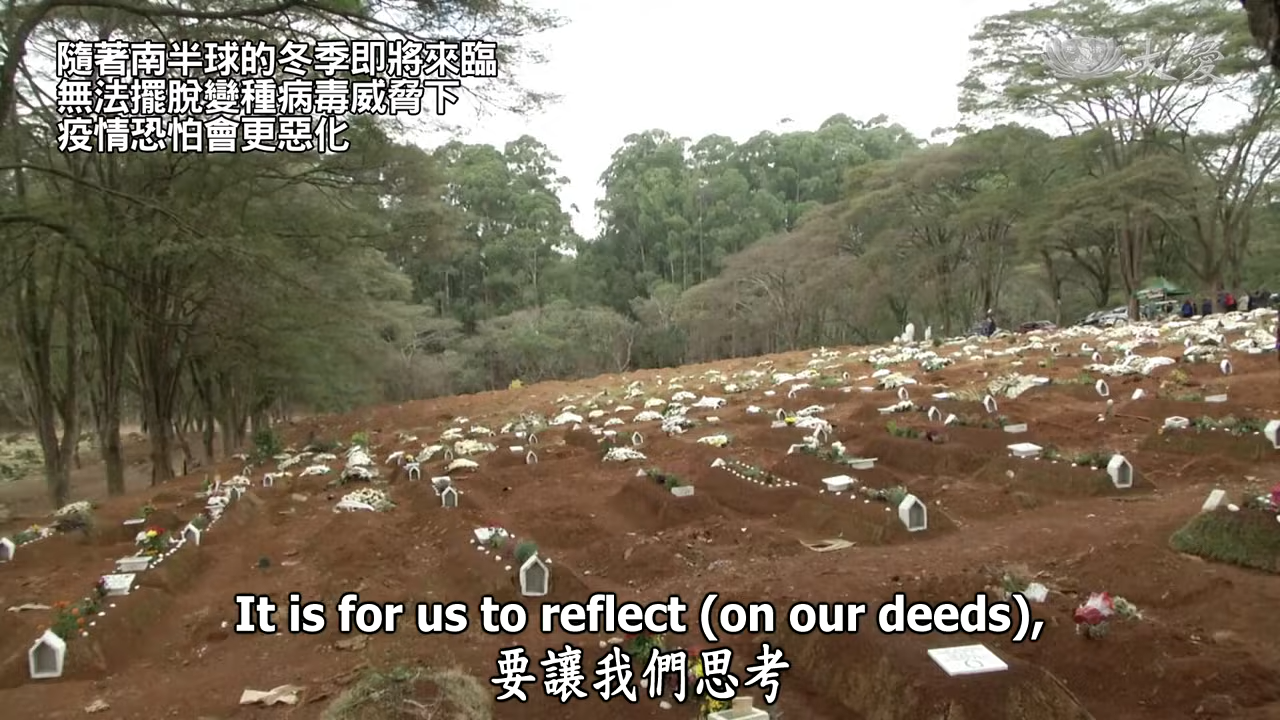 隨著南半球的冬季即將來臨
無法擺脫變種病毒威脅下
疫情恐怕會更惡化
大愛
It is for us to reflect (on our deeds),
要讓我們思考